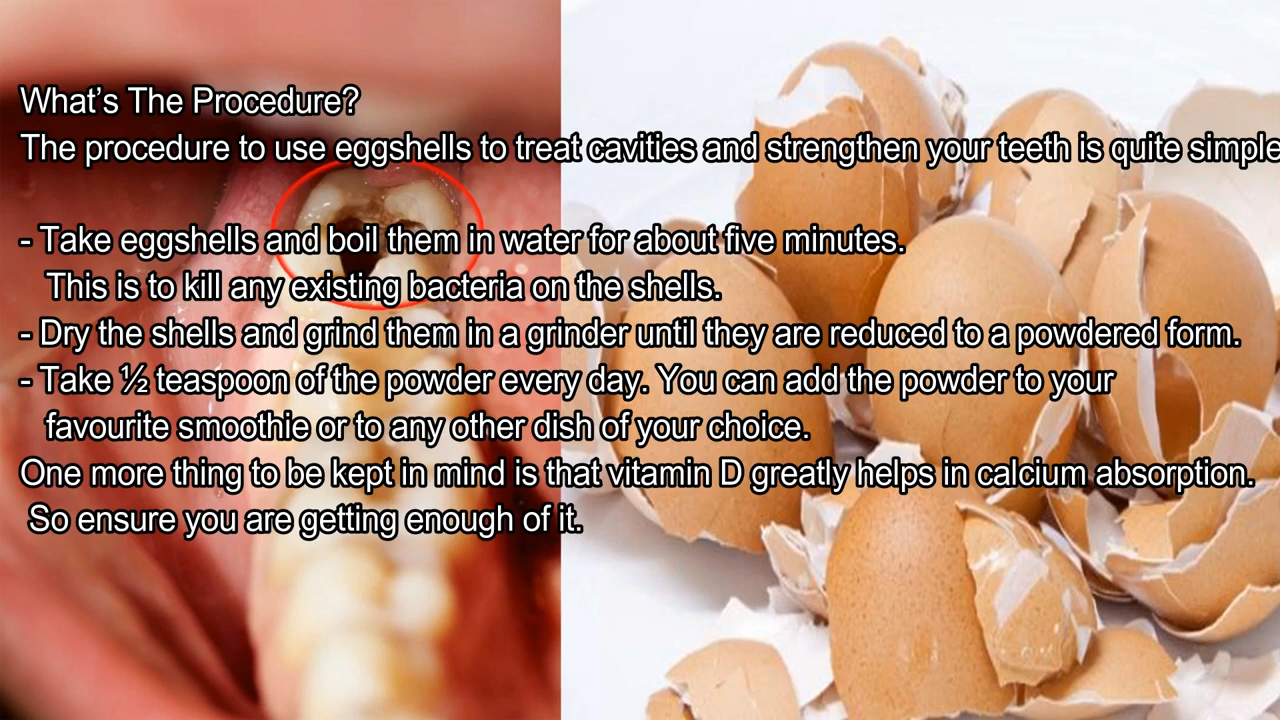 What's The Procedure?
The procedure to use eggshells to treat cavities and strengthen your teeth is quite simple
- Take eggshells and boil them in water for about five minutes.
This is to kill any existing bacteria on the shells.
- Dry the shells and grind them in a grinder until they are reduced to a powdered form.
- Take ½ teaspoon of the powder every day. You can add the powder to your
favourite smoothie or to any other dish of your choice.
One more thing to be kept in mind is that vitamin D greatly helps in calcium absorption.
So ensure you are getting enough of it.